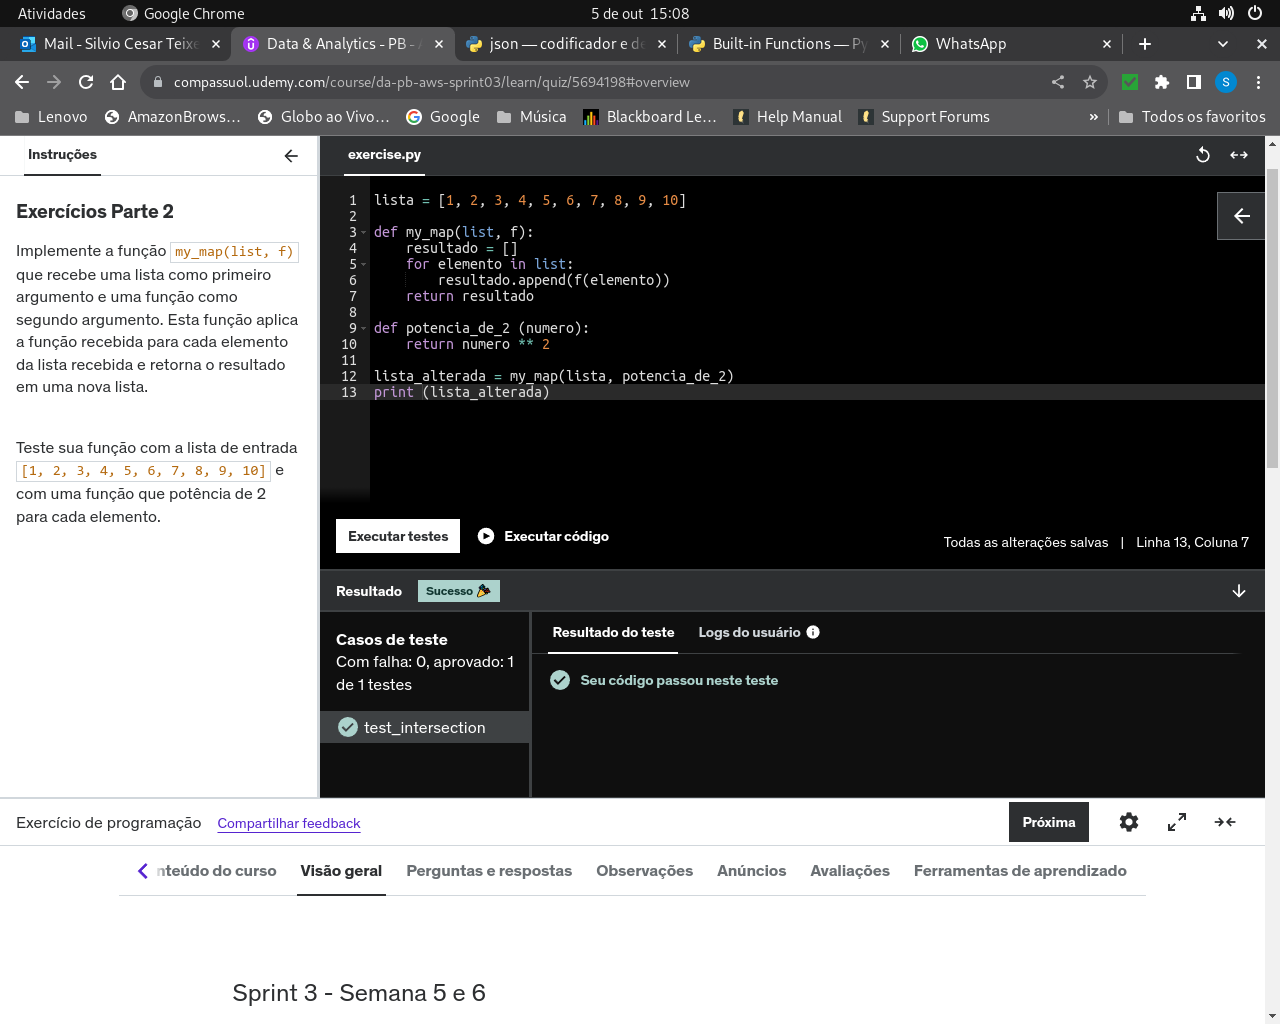 Atividades
Google Chrome
5 de out 15:08
Mail - Silvio Cesar Teixe
Data & Analytics - PB - A
json — codificador e de
Built-in Functions — Py
WhatsApp
compassuol.udemy.com/course/da-pb-aws-sprint03/learn/quiz/5694198#overview
S
Lenovo
AmazonBrows…
Globo ao Vivo…
Google
Música
Blackboard Le…
Help Manual
Support Forums
»
Todos os favoritos
Instruções
Exercícios Parte 2
Implemente a função my_map(list, f)
que recebe uma lista como primeiro
argumento e uma função como
segundo argumento. Esta função aplica
a função recebida para cada elemento
da lista recebida e retorna o resultado
em uma nova lista.
Teste sua função com a lista de entrada
[1, 2, 3, 4, 5, 6, 7, 8, 9, 10] e
com uma função que potência de 2
para cada elemento.
exercise.py
1 lista = [1, 2, 3, 4, 5, 6, 7, 8, 9, 10]
2
3 def my_map(list, f):
4     resultado = []
5     for elemento in list:
6         resultado.append(f(elemento))
7     return resultado
8
9 def potencia_de_2 (numero):
10     return numero ** 2
11
12 lista_alterada = my_map(lista, potencia_de_2)
13 print (lista_alterada)
Executar testes
Executar código
Todas as alterações salvas | Linha 13, Coluna 7
Resultado
Sucesso
Casos de teste
Com falha: 0, aprovado: 1
de 1 testes
test_intersection
Resultado do teste
Logs do usuário
Seu código passou neste teste
Exercício de programação
Compartilhar feedback
Próxima
nteúdo do curso
Visão geral
Perguntas e respostas
Observações
Anúncios
Avaliações
Ferramentas de aprendizado
Sprint 3 - Semana 5 e 6